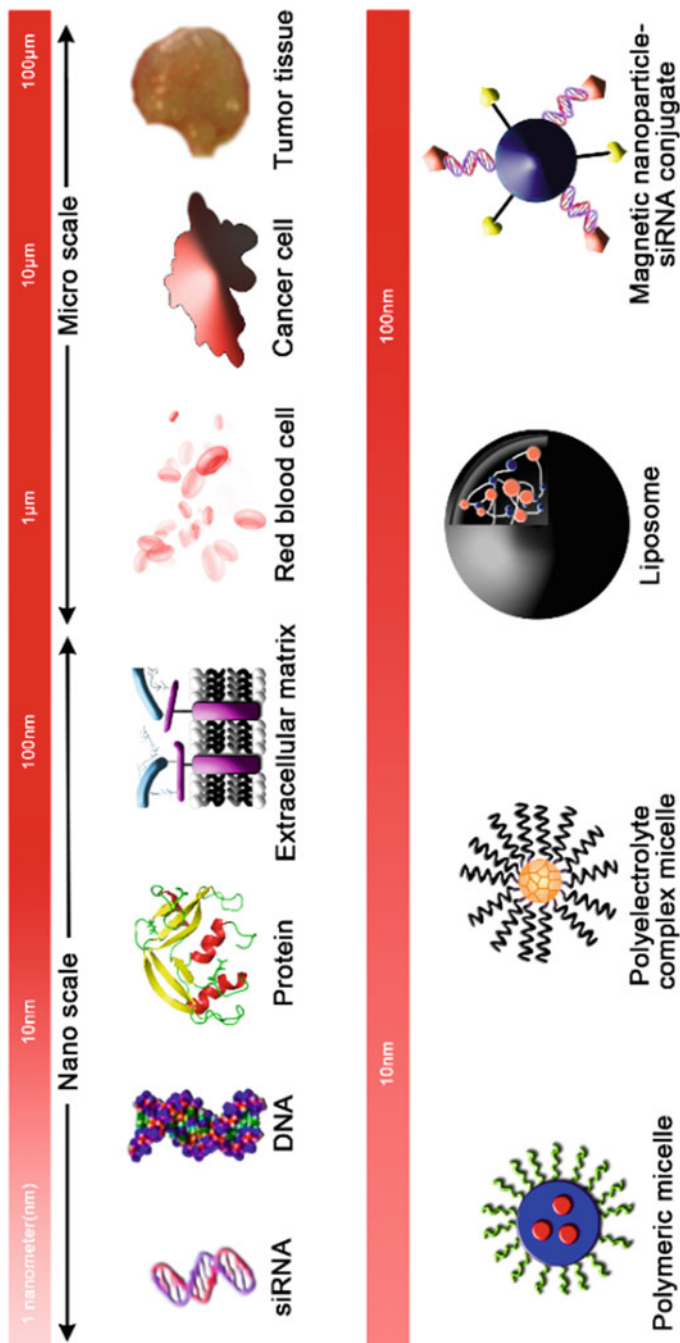 1 nanometer(nm)
10nm
100nm
1μm
10μm
100μm
Nano scale
Micro scale
siRNA
DNA
Protein
Extracellular matrix
Red blood cell
Cancer cell
Tumor tissue
10nm
100nm
Polymeric micelle
Polyelectrolyte
complex micelle
Liposome
Magnetic nanoparticle-
siRNA conjugate